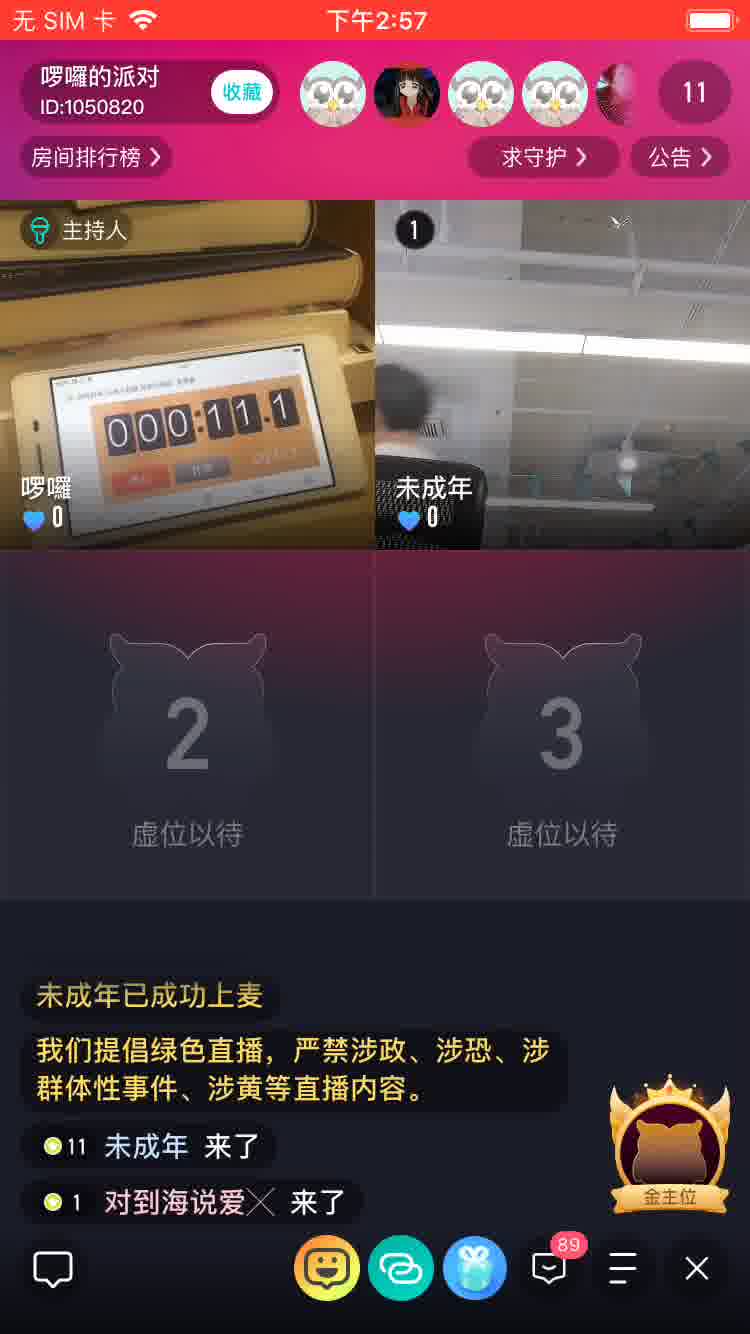 无 SIM 卡
下午2:57
啰囉的派对
ID:1050820
收藏
11
房间排行榜
求守护
公告
主持人
1
000:11.1
啰囉
0
未成年
0
2
虚位以待
3
虚位以待
未成年已成功上麦
我们提倡绿色直播，严禁涉政、涉恐、涉
群体性事件、涉黄等直播内容。
11 未成年 来了
1 对到海说爱╳ 来了
金主位
89